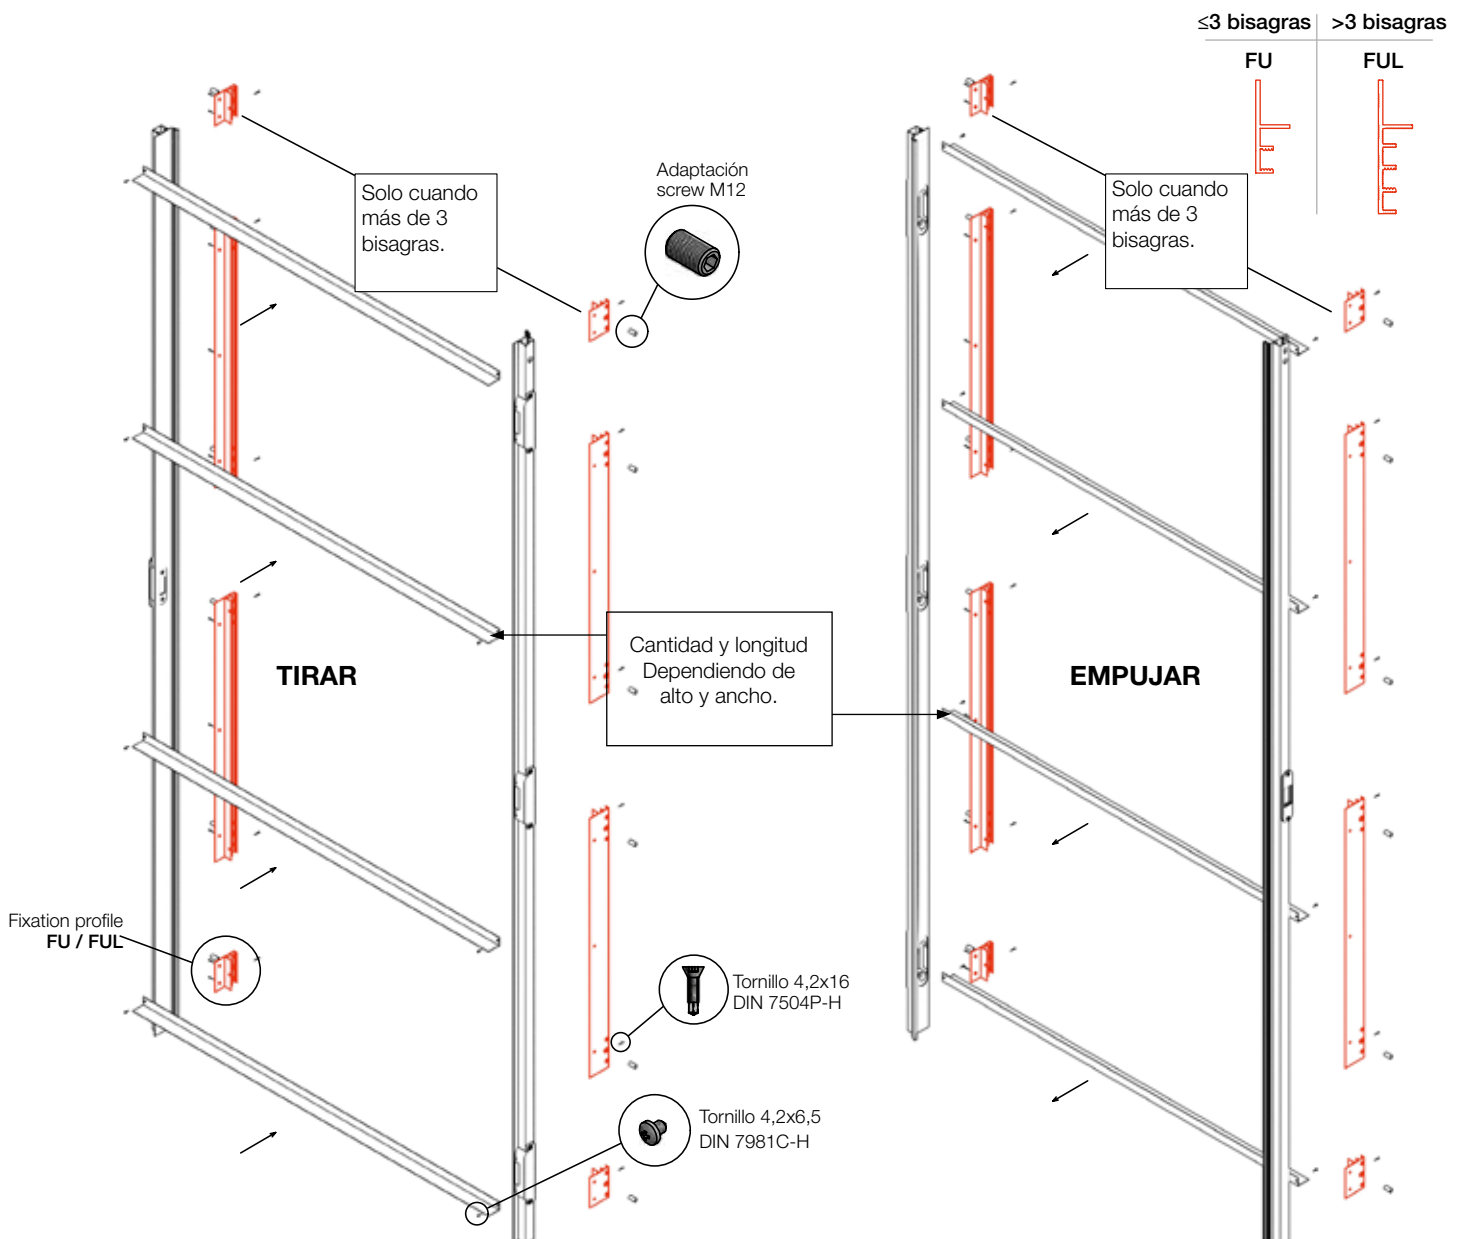 ≤3 bisagras >3 bisagras
FU FUL
Adaptación
screw M12
Solo cuando
más de 3
bisagras.
Solo cuando
más de 3
bisagras.
Cantidad y longitud
Dependiendo de
alto y ancho.
TIRAR
EMPUJAR
Fixation profile
FU / FUL
Tornillo 4,2x16
DIN 7504P-H
Tornillo 4,2x6,5
DIN 7981C-H